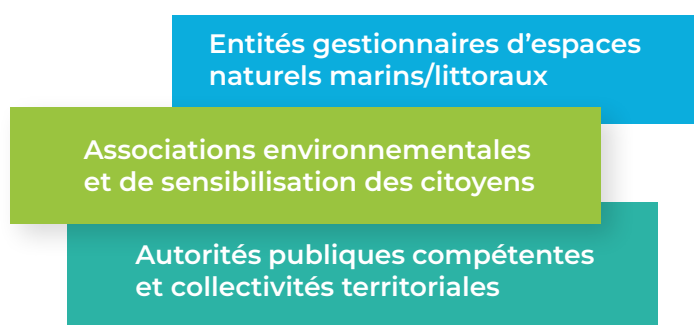 Entités gestionnaires d’espaces
naturels marins/littoraux
Associations environnementales
et de sensibilisation des citoyens
Autorités publiques compétentes
et collectivités territoriales